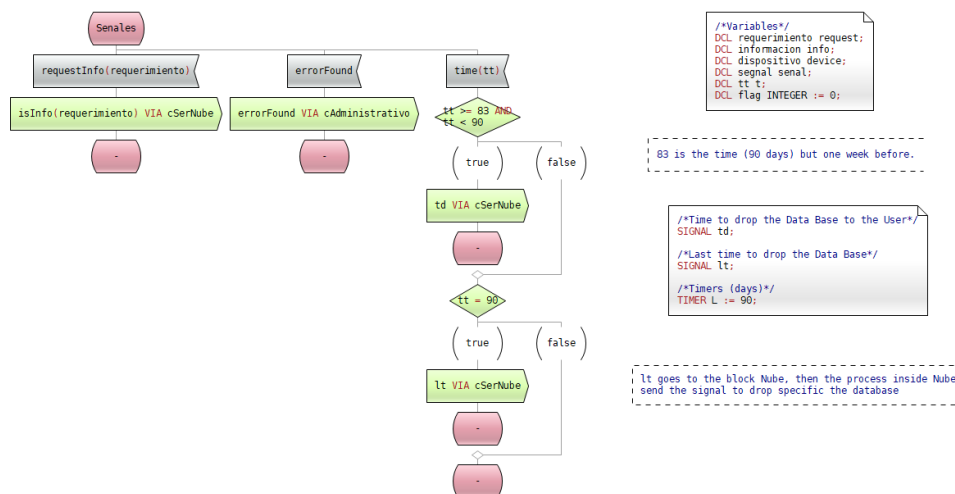 Senales
requestInfo(requerimiento)
errorFound
time(tt)
isInfo(requerimiento) VIA cSerNube
errorFound VIA cAdministrativo
tt >= 83 AND
tt < 90
-
-
true
false
td VIA cSerNube
-
tt = 90
true
false
lt VIA cSerNube
-
-
/*Variables*/
DCL requerimiento request;
DCL informacion info;
DCL dispositivo device;
DCL segnal senal;
DCL tt t;
DCL flag INTEGER := 0;
83 is the time (90 days) but one week before.
/*Time to drop the Data Base to the User*/
SIGNAL td;
/*Last time to drop the Data Base*/
SIGNAL lt;
/*Timers (days)*/
TIMER L := 90;
lt goes to the block Nube, then the process inside Nube
send the signal to drop specific the database